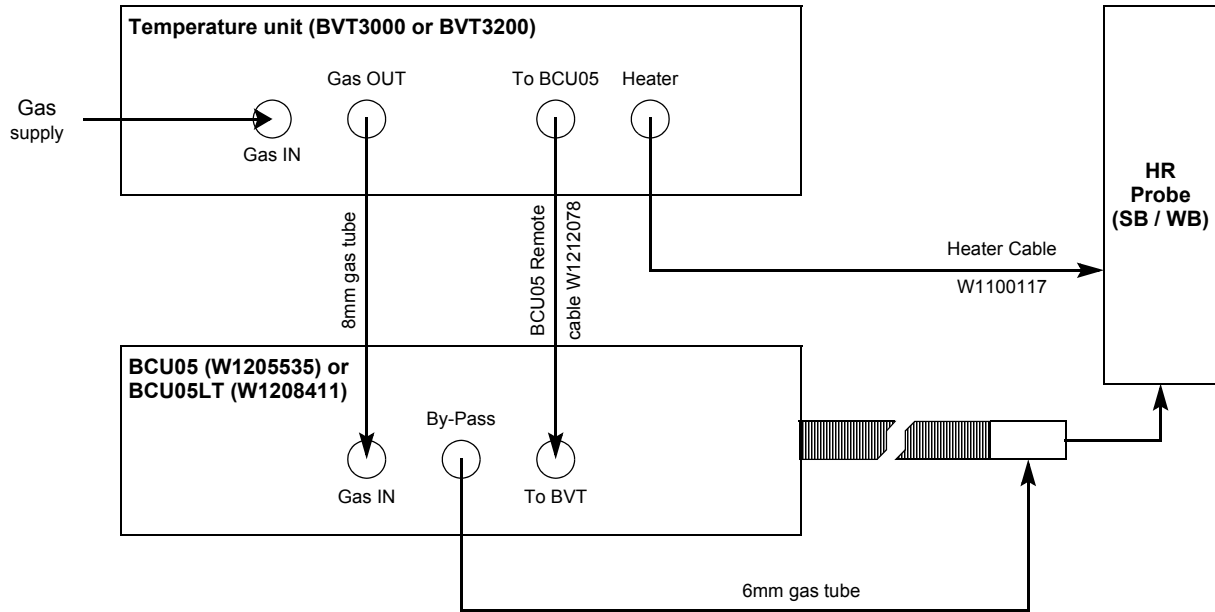 Temperature unit (BVT3000 or BVT3200)
Gas OUT
To BCU05
Heater
Gas
supply
Gas IN
HR
Probe
(SB / WB)
8mm gas tube
BCU05 Remote
cable W1212078
Heater Cable
W1100117
BCU05 (W1205535) or
BCU05LT (W1208411)
By-Pass
Gas IN
To BVT
6mm gas tube